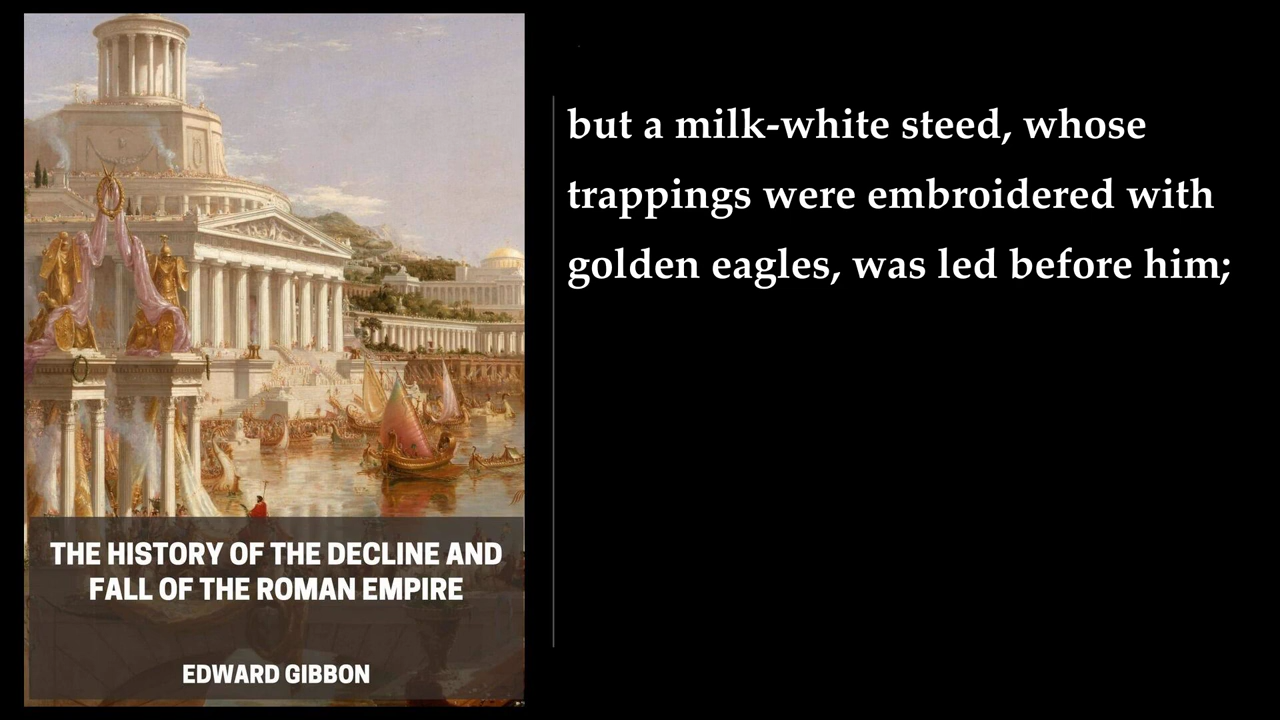 but a milk-white steed, whose
trappings were embroidered with
golden eagles, was led before him;
THE HISTORY OF THE DECLINE AND
FALL OF THE ROMAN EMPIRE
EDWARD GIBBON